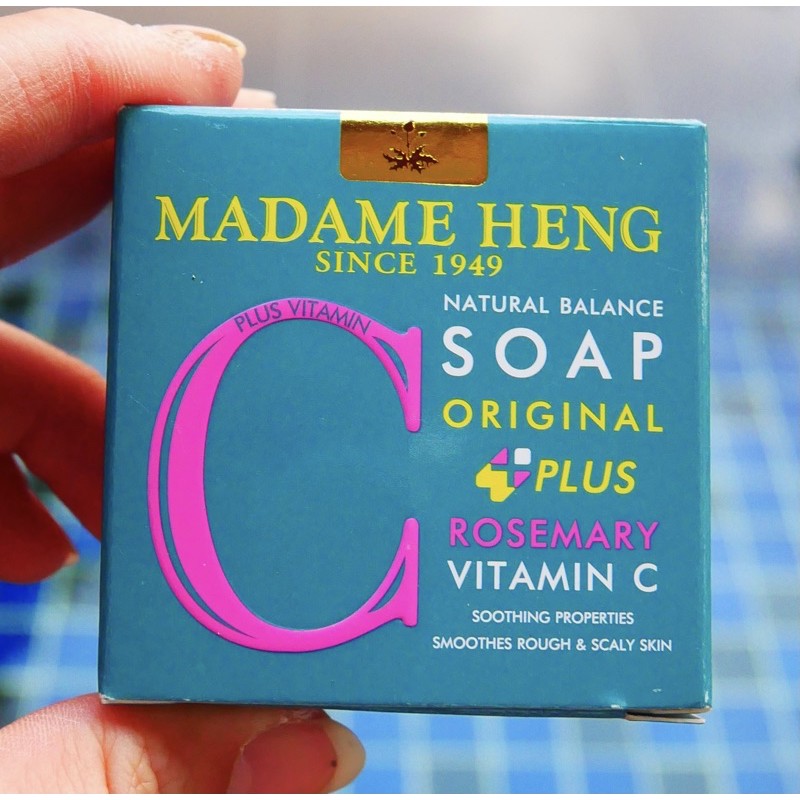 MADAME HENG
SINCE 1949
PLUS VITAMIN
C
NATURAL BALANCE
SOAP
ORIGINAL
PLUS
ROSEMARY
VITAMIN C
SOOTHING PROPERTIES
SMOOTHES ROUGH & SCALY SKIN